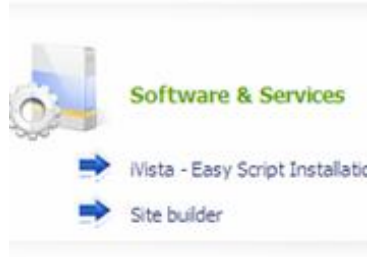 Software & Services
iVista - Easy Script Installatio
Site builder